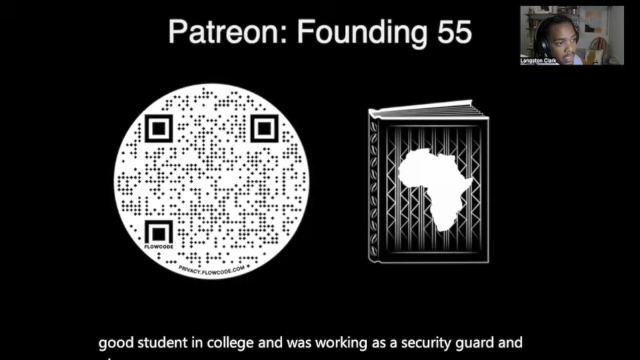 Patreon: Founding 55
Langston Clark
FLOWCODE
PRIVACY.FLOWCODE.COM
good student in college and was working as a security guard and